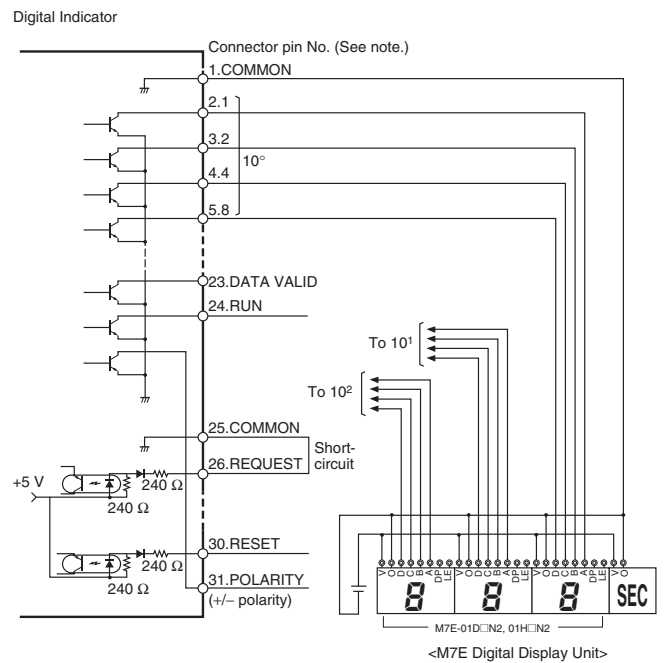 Digital Indicator
Connector pin No. (See note.)
1.COMMON
2.1
3.2
10°
4.4
5.8
23.DATA VALID
24.RUN
To 10¹
To 10²
25.COMMON
Short-
circuit
26.REQUEST
+5 V
240 Ω
240 Ω
30.RESET
240 Ω
240 Ω
31.POLARITY
(+/− polarity)
V O D C B A DP LE V O D C B A DP LE V O D C B A DP LE V O
8 8 8 SEC
M7E-01D□N2, 01H□N2
<M7E Digital Display Unit>